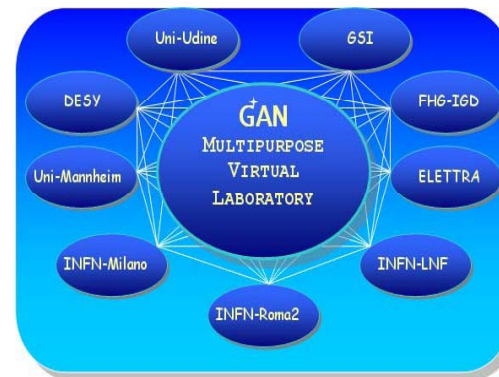 Uni-Udine
GSI
DESY
FHG-IGD
GAN
MULTIPURPOSE
VIRTUAL
LABORATORY
Uni-Mannheim
ELETTRA
INFN-Milano
INFN-LNF
INFN-Roma2